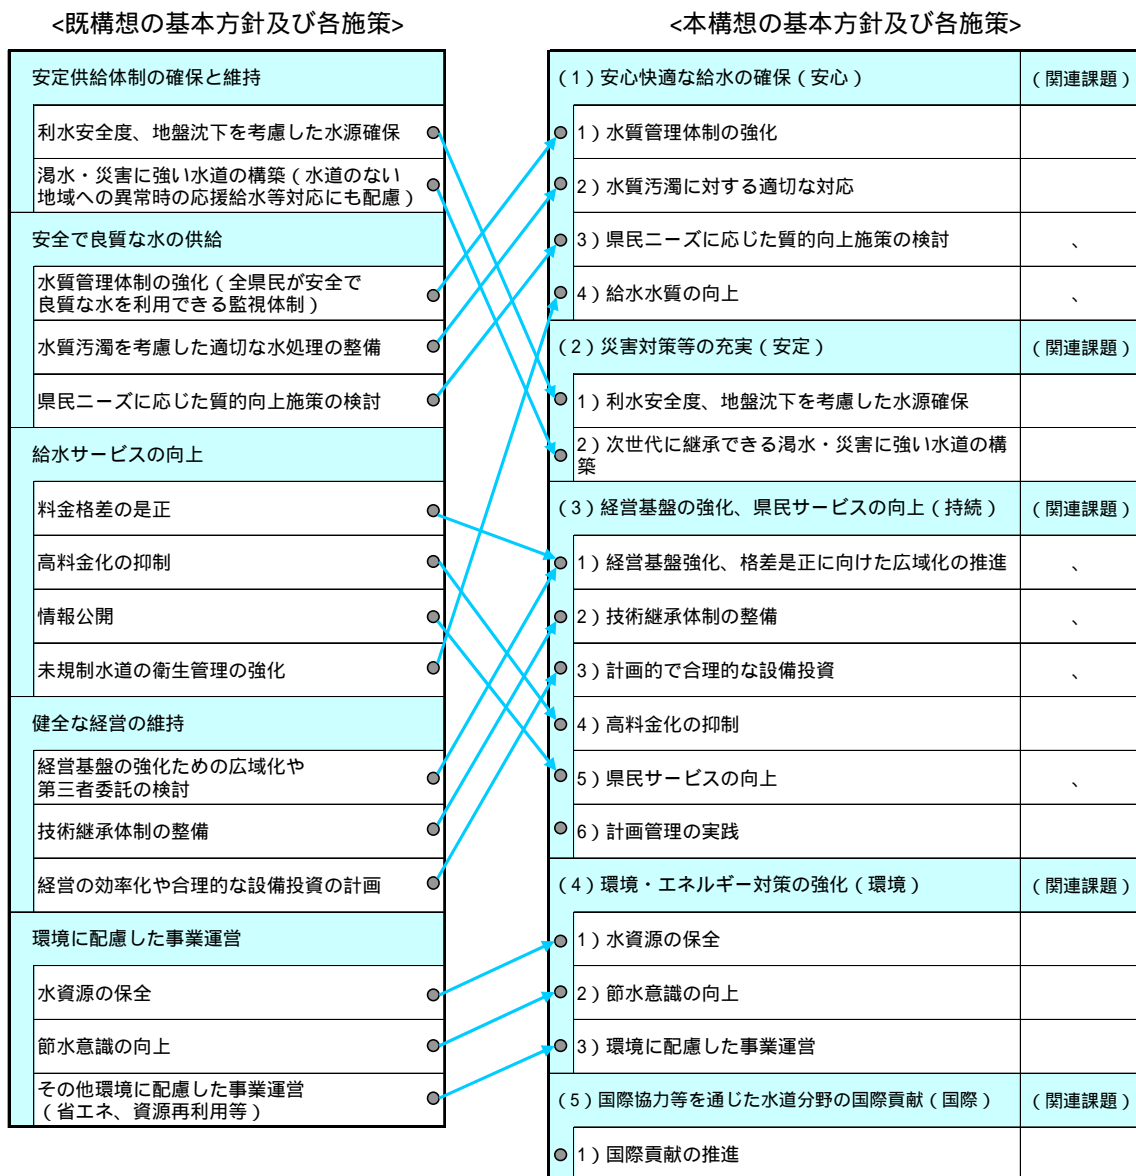 <既構想の基本方針及び各施策>
安定供給体制の確保と維持
利水安全度、地盤沈下を考慮した水源確保
渇水・災害に強い水道の構築（水道のない
地域への異常時の応援給水等対応にも配慮）
安全で良質な水の供給
水質管理体制の強化（全県民が安全で
良質な水を利用できる監視体制）
水質汚濁を考慮した適切な水処理の整備
県民ニーズに応じた質的向上施策の検討
給水サービスの向上
料金格差の是正
高料金化の抑制
情報公開
未規制水道の衛生管理の強化
健全な経営の維持
経営基盤の強化ための広域化や
第三者委託の検討
技術継承体制の整備
経営の効率化や合理的な設備投資の計画
環境に配慮した事業運営
水資源の保全
節水意識の向上
その他環境に配慮した事業運営
（省エネ、資源再利用等）
<本構想の基本方針及び各施策>
（1）安心快適な給水の確保（安心）（関連課題）
1）水質管理体制の強化
2）水質汚濁に対する適切な対応
3）県民ニーズに応じた質的向上施策の検討 、
4）給水水質の向上 、
（2）災害対策等の充実（安定）（関連課題）
1）利水安全度、地盤沈下を考慮した水源確保
2）次世代に継承できる渇水・災害に強い水道の構
築
（3）経営基盤の強化、県民サービスの向上（持続）（関連課題）
1）経営基盤強化、格差是正に向けた広域化の推進 、
2）技術継承体制の整備 、
3）計画的で合理的な設備投資 、
4）高料金化の抑制
5）県民サービスの向上 、
6）計画管理の実践
（4）環境・エネルギー対策の強化（環境）（関連課題）
1）水資源の保全
2）節水意識の向上
3）環境に配慮した事業運営
（5）国際協力等を通じた水道分野の国際貢献（国際）（関連課題）
1）国際貢献の推進